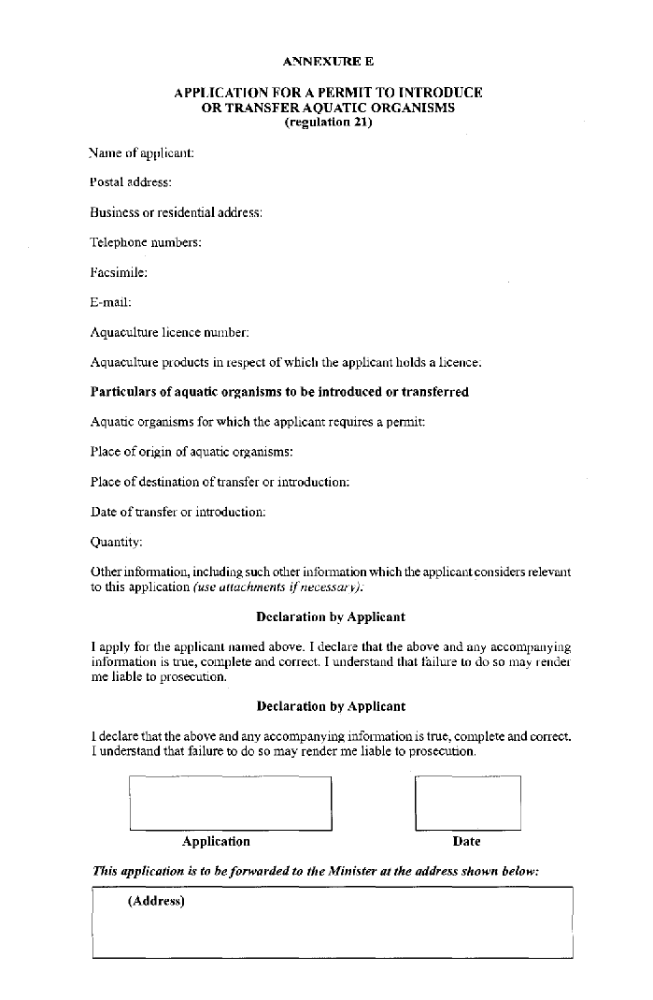 ANNEXURE E
APPLICATION FOR A PERMIT TO INTRODUCE
OR TRANSFER AQUATIC ORGANISMS
(regulation 21)
Name of applicant:
Postal address:
Business or residential address:
Telephone numbers:
Facsimile:
E-mail:
Aquaculture licence number:
Aquaculture products in respect of which the applicant holds a licence:
Particulars of aquatic organisms to be introduced or transferred
Aquatic organisms for which the applicant requires a permit:
Place of origin of aquatic organisms:
Place of destination of transfer or introduction:
Date of transfer or introduction:
Quantity:
Other information, including such other information which the applicant considers relevant
to this application (use attachments if necessary):
Declaration by Applicant
I apply for the applicant named above. I declare that the above and any accompanying
information is true, complete and correct. I understand that failure to do so may render
me liable to prosecution.
Declaration by Applicant
I declare that the above and any accompanying information is true, complete and correct.
I understand that failure to do so may render me liable to prosecution.
Application Date
This application is to be forwarded to the Minister at the address shown below:
(Address)